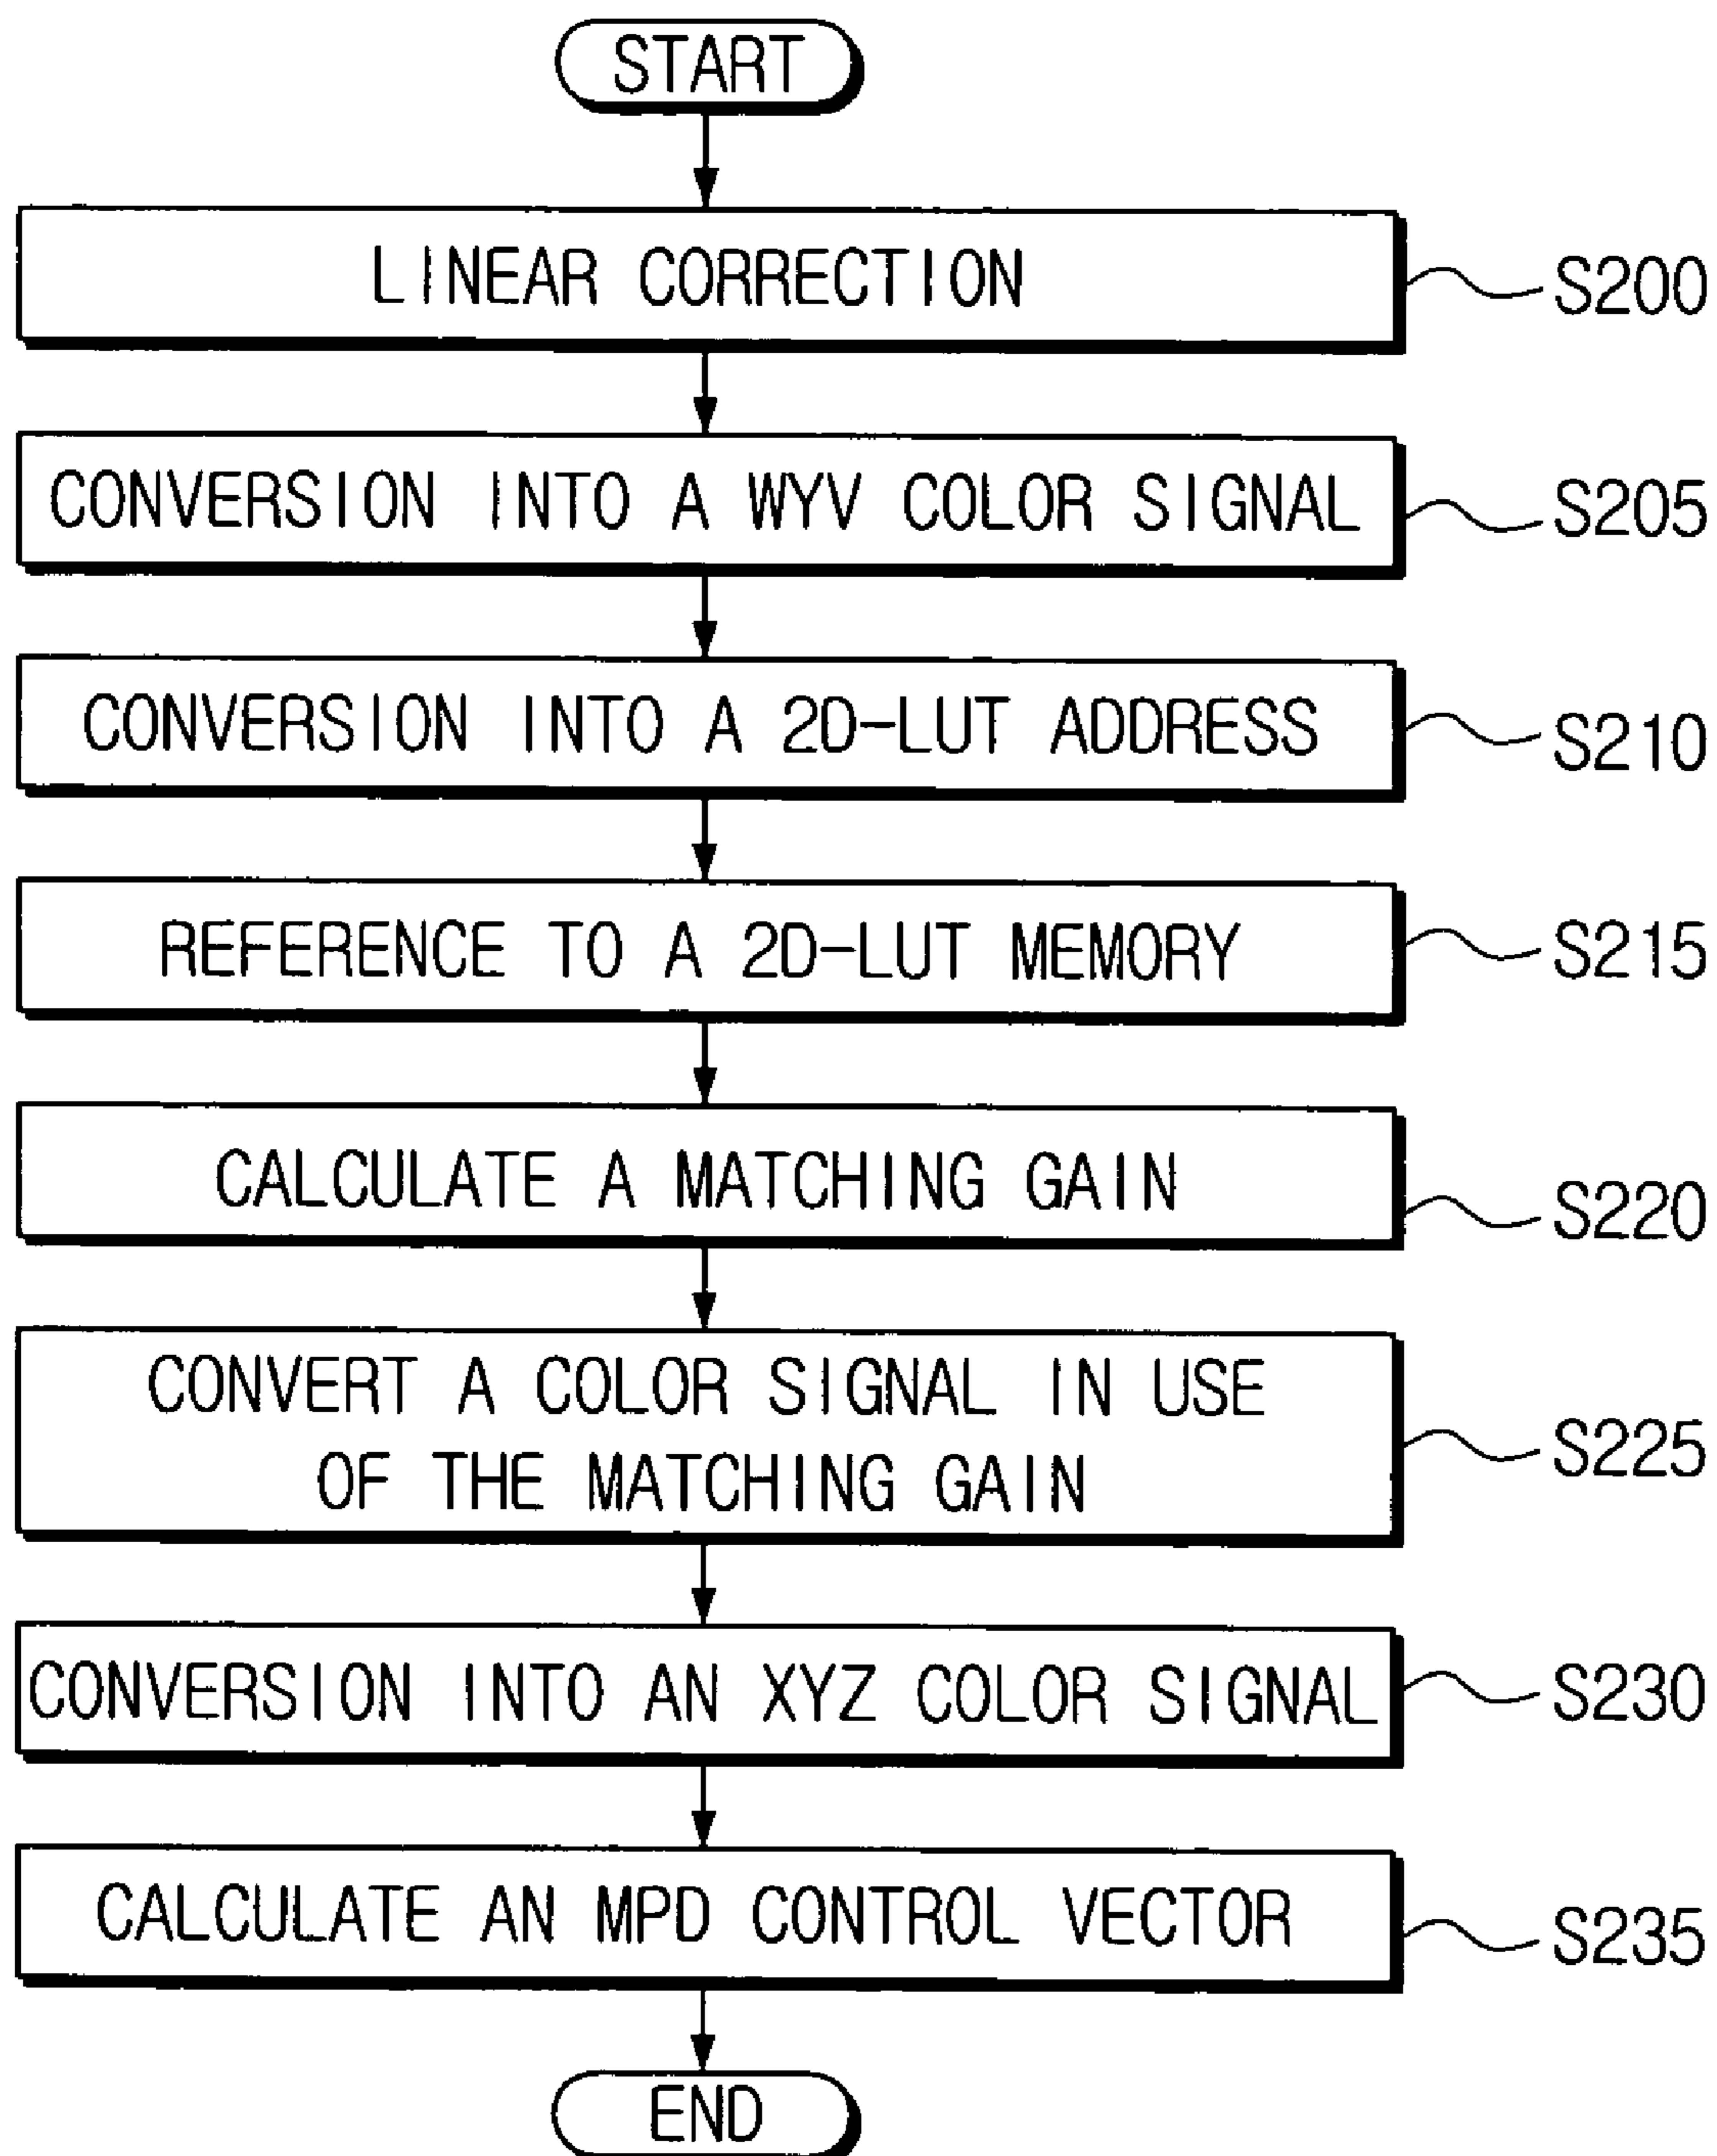 START
LINEAR CORRECTION
S200
CONVERSION INTO A WYV COLOR SIGNAL
S205
CONVERSION INTO A 2D-LUT ADDRESS
S210
REFERENCE TO A 2D-LUT MEMORY
S215
CALCULATE A MATCHING GAIN
S220
CONVERT A COLOR SIGNAL IN USE
OF THE MATCHING GAIN
S225
CONVERSION INTO AN XYZ COLOR SIGNAL
S230
CALCULATE AN MPD CONTROL VECTOR
S235
END